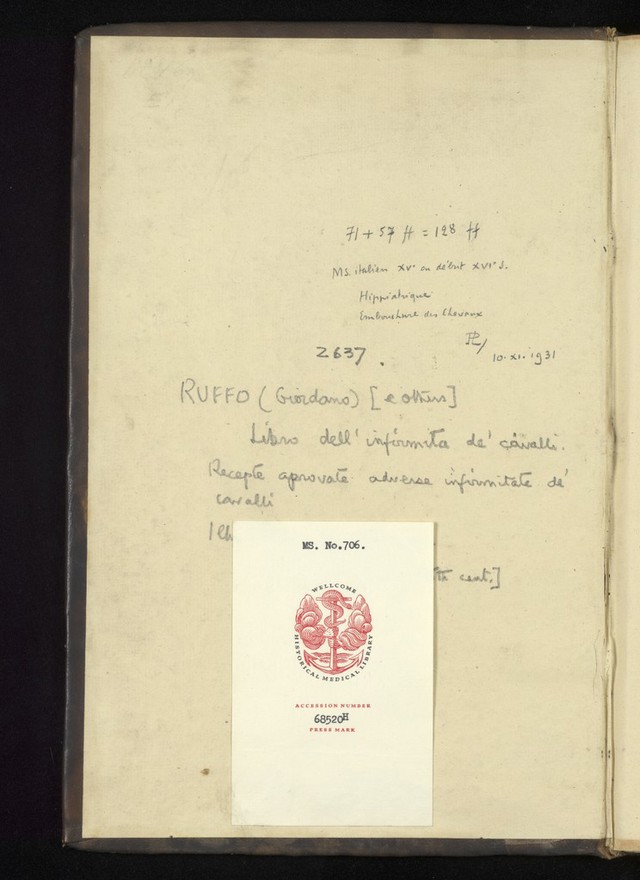 71 + 57 ff = 128 ff
MS. italien XVe ou début XVIe s.
Hippiatrique
Embouchure des Chevaux
10. XI. 1931
2637.
RUFFO (Giordano) [e others]
Libro dell' infirmita de' cavalli.
Recepte aprovate adverse infirmitate de'
cavalli
cent.]
MS. No.706.
WELLCOME
HISTORICAL MEDICAL LIBRARY
ACCESSION NUMBER
68520H
PRESS MARK